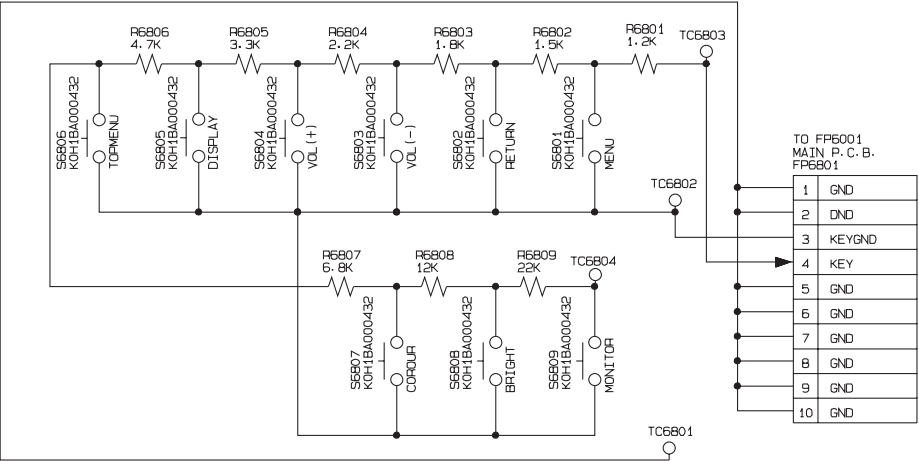 R6806
4.7K
R6805
3.3K
R6804
2.2K
R6803
1.8K
R6802
1.5K
R6801
1.2K
TC6803
S6806
K0H1BA000432
TOPMENU
S6805
K0H1BA000432
DISPLAY
S6804
K0H1BA000432
VOL(+)
S6803
K0H1BA000432
VOL(-)
S6802
K0H1BA000432
RETURN
S6801
K0H1BA000432
MENU
TC6802
TO FP6001
MAIN P.C.B.
FP6801
1 GND
2 DND
3 KEYGND
4 KEY
5 GND
6 GND
7 GND
8 GND
9 GND
10 GND
R6807
6.8K
R6808
12K
R6809
22K
TC6804
S6807
K0H1BA000432
COROUR
S6808
K0H1BA000432
BRIGHT
S6809
K0H1BA000432
MONITOR
TC6801